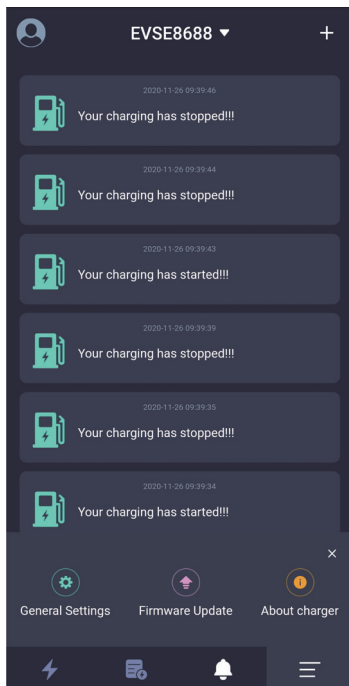 EVSE8688
2020-11-26 09:39:46
Your charging has stopped!!!
2020-11-26 09:39:44
Your charging has stopped!!!
2020-11-26 09:39:43
Your charging has started!!!
2020-11-26 09:39:39
Your charging has stopped!!!
2020-11-26 09:39:35
Your charging has stopped!!!
2020-11-26 09:39:34
Your charging has started!!!
General Settings Firmware Update About charger